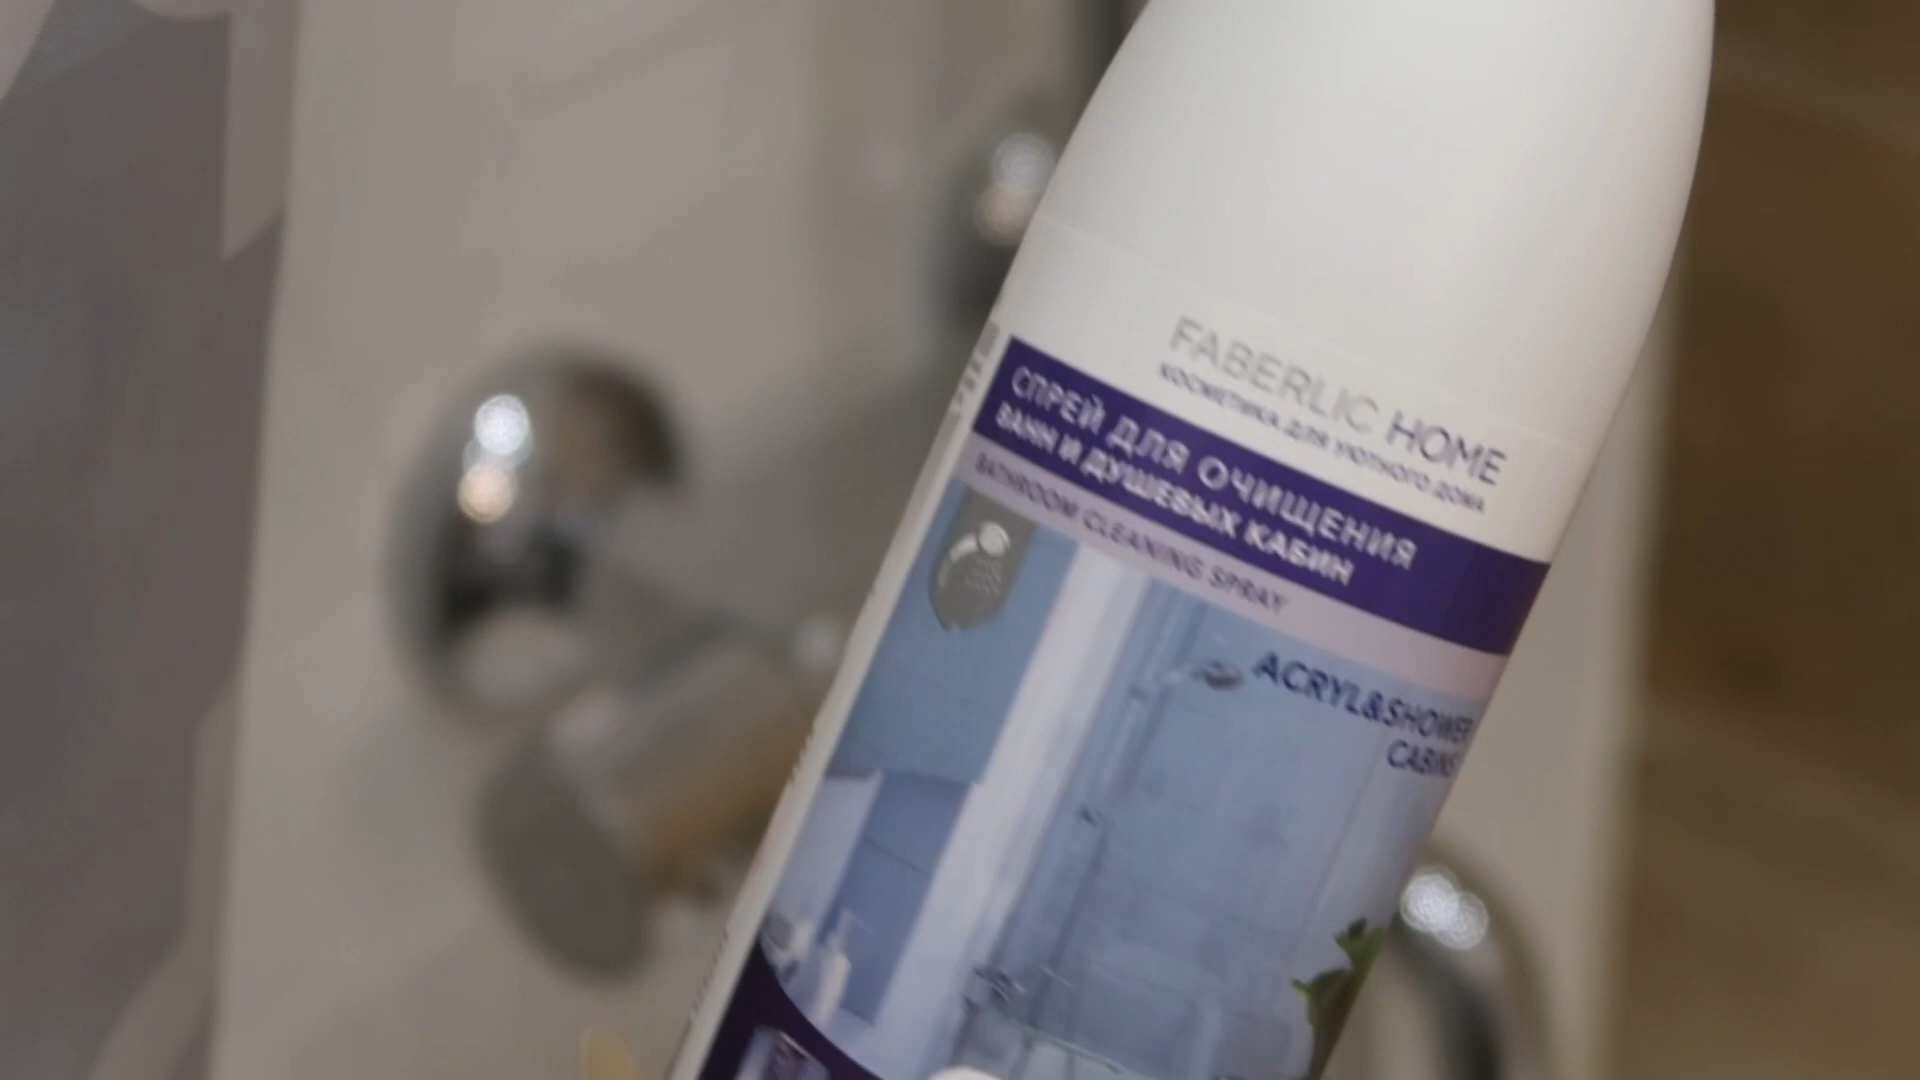 FABERLIC HOME
КОСМЕТИКА ДЛЯ УЮТНОГО ДОМА
СПРЕЙ ДЛЯ ОЧИЩЕНИЯ
ВАНН И ДУШЕВЫХ КАБИН
BATHROOM CLEANING SPRAY
ACRYL&SHOWER
CABINS